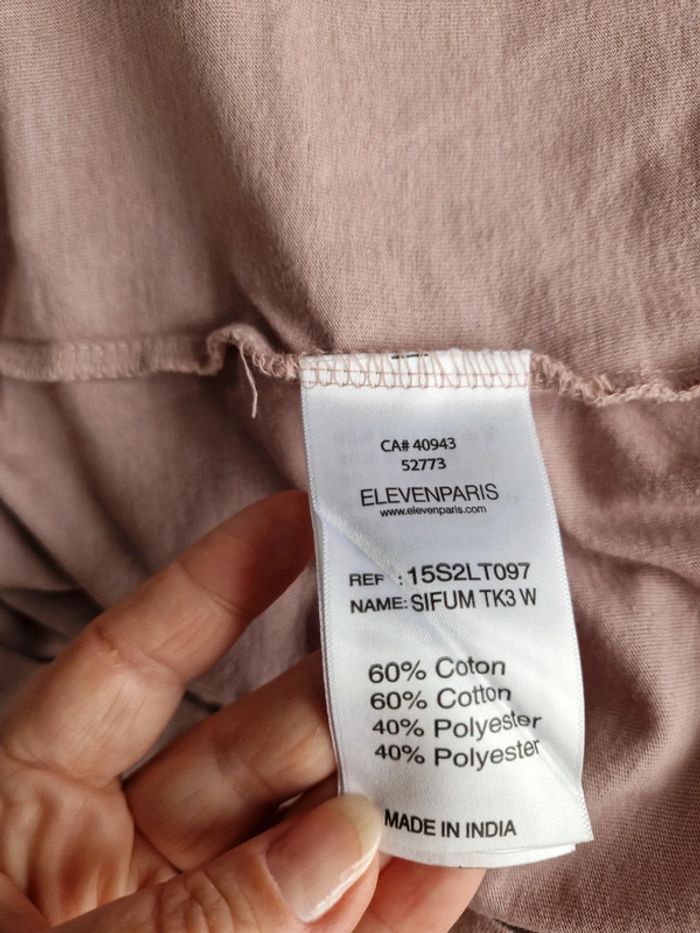 CA# 40943
52773
ELEVENPARIS
www.elevenparis.com
REF : 15S2LT097
NAME: SIFUM TK3 W
60% Coton
60% Cotton
40% Polyester
40% Polyester
MADE IN INDIA